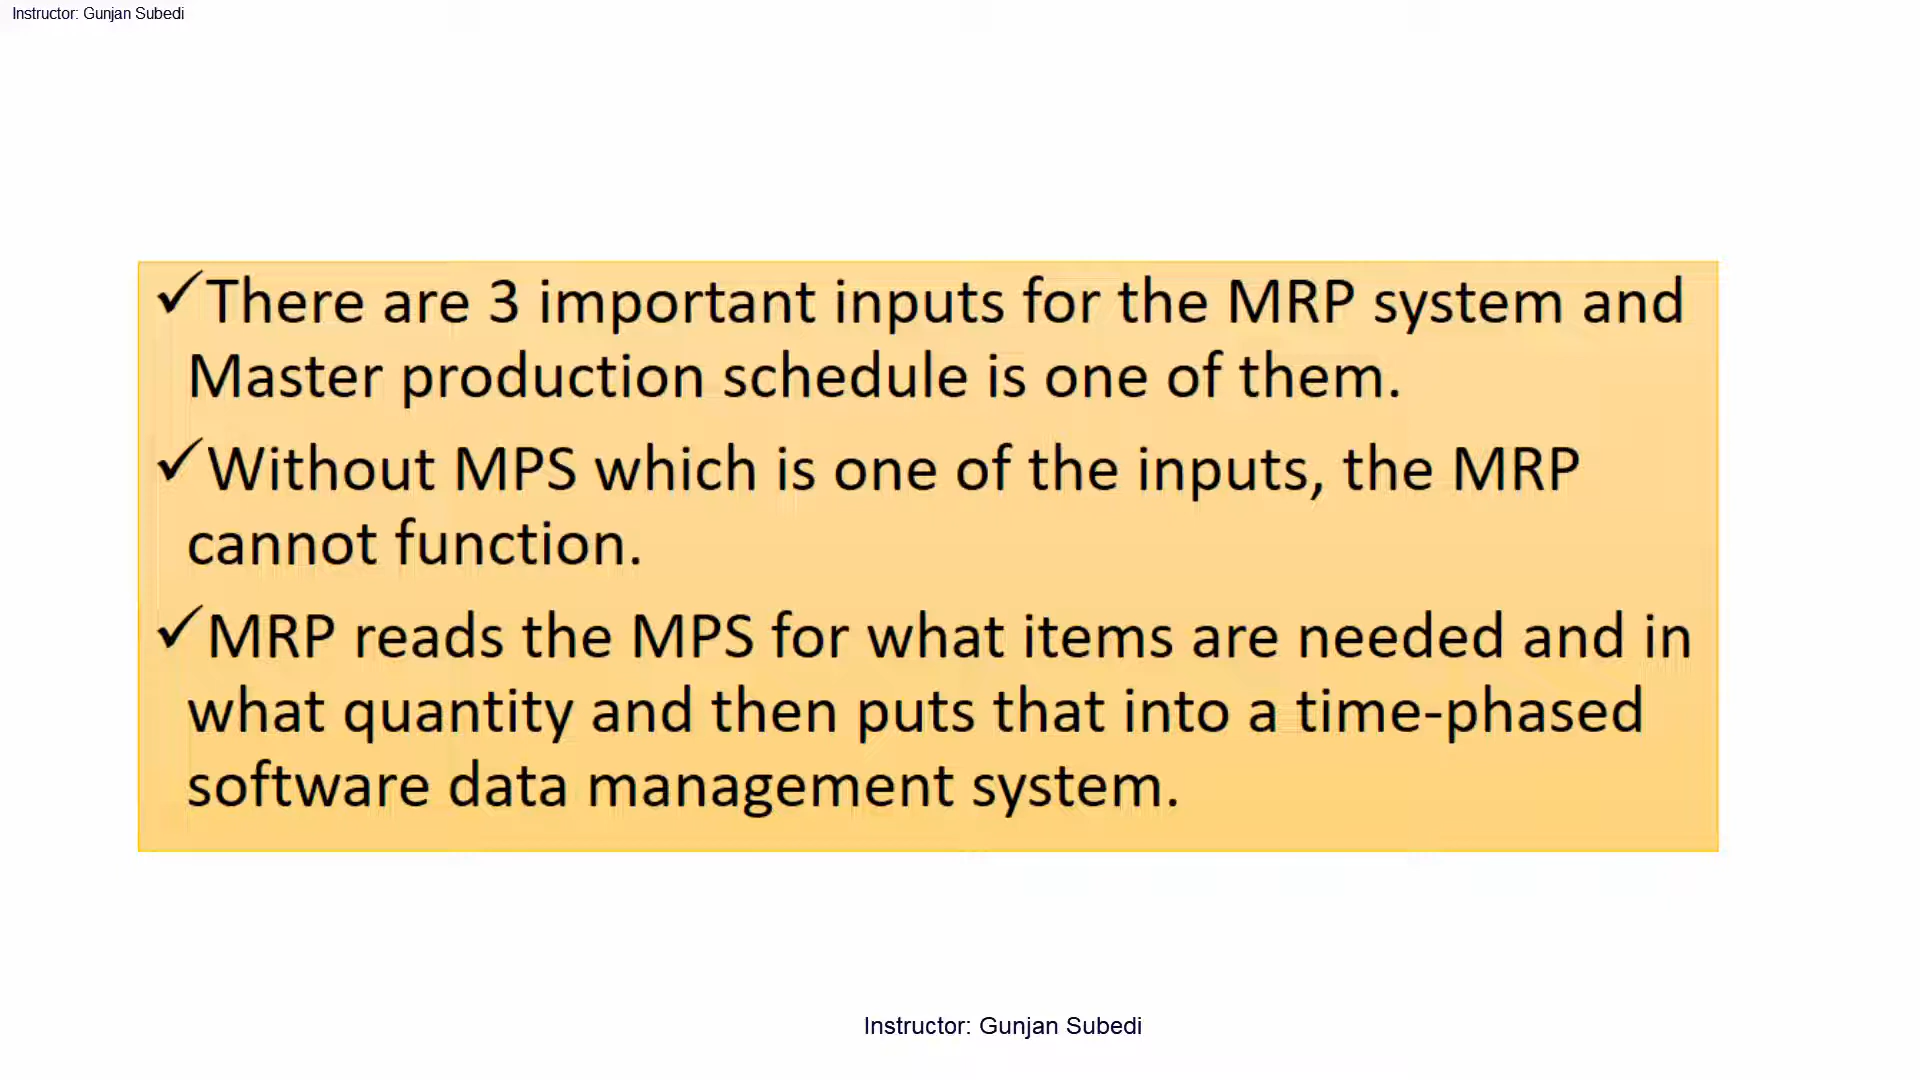 Instructor: Gunjan Subedi
✓There are 3 important inputs for the MRP system and
Master production schedule is one of them.
✓Without MPS which is one of the inputs, the MRP
cannot function.
✓MRP reads the MPS for what items are needed and in
what quantity and then puts that into a time-phased
software data management system.
Instructor: Gunjan Subedi